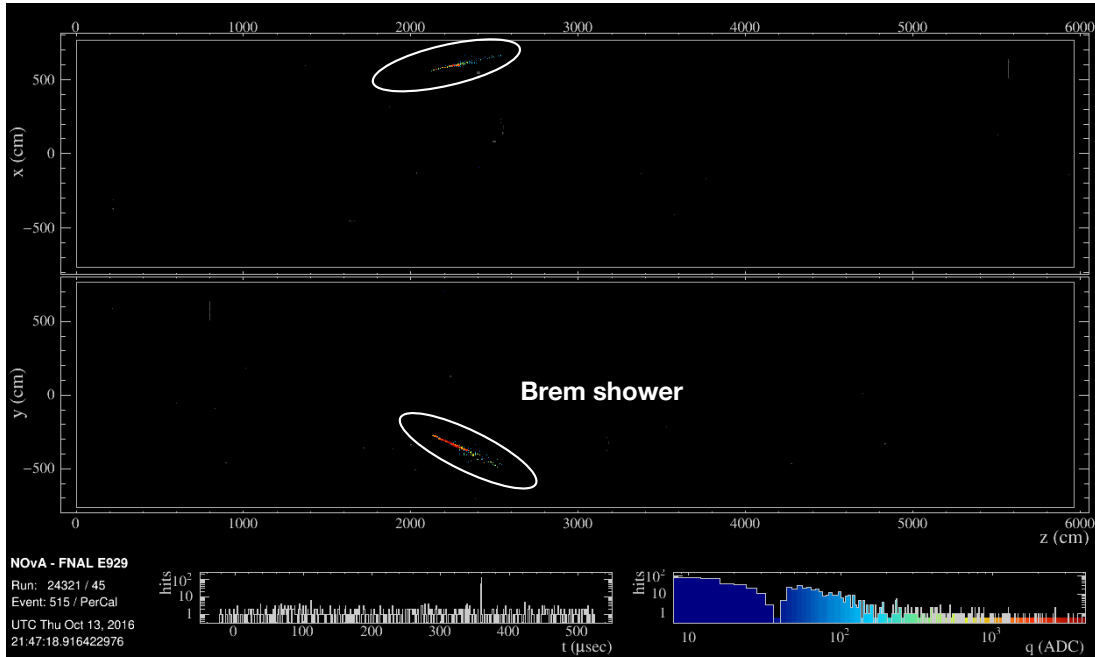 0 1000 2000 3000 4000 5000 6000
500
0
−500
x (cm)
500
0
−500
y (cm)
Brem shower
0 1000 2000 3000 4000 5000 6000
z (cm)
NOvA - FNAL E929
Run: 24321 / 45
Event: 515 / PerCal
UTC Thu Oct 13, 2016
21:47:18.916422976
hits
10²
10
1
0 100 200 300 400 500
t (μsec)
hits
10²
10
1
10 10² 10³
q (ADC)